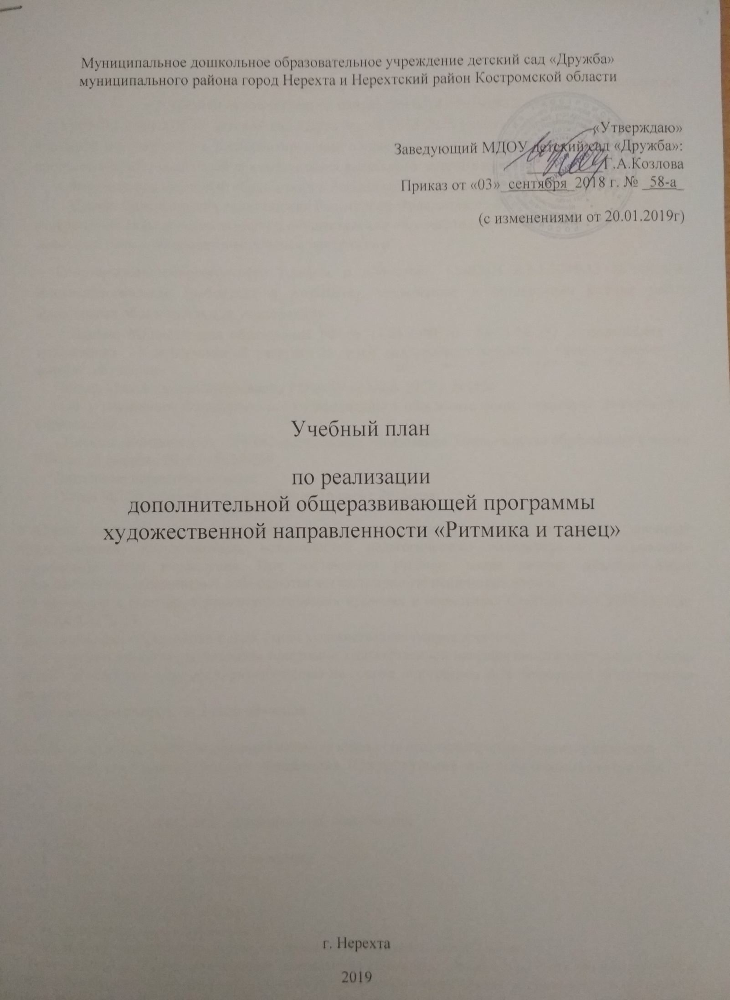 Муниципальное дошкольное образовательное учреждение детский сад «Дружба»
муниципального района город Нерехта и Нерехтский район Костромской области
«Утверждаю»
Заведующий МДОУ детский сад «Дружба»:
Г.А.Козлова
Приказ от «03» сентября 2018 г. № 58-а
(с изменениями от 20.01.2019г)
Учебный план
по реализации
дополнительной общеразвивающей программы
художественной направленности «Ритмика и танец»
г. Нерехта
2019